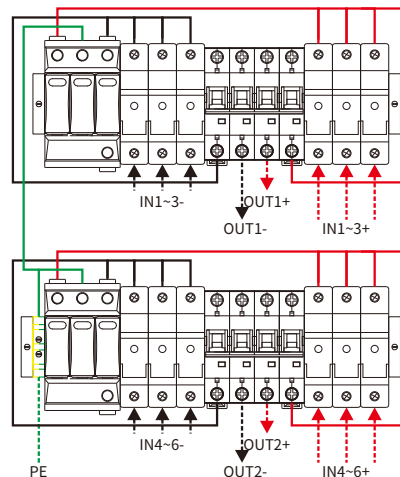 IN1~3-
OUT1+
IN1~3+
OUT1-
IN4~6-
OUT2+
PE
OUT2-
IN4~6+